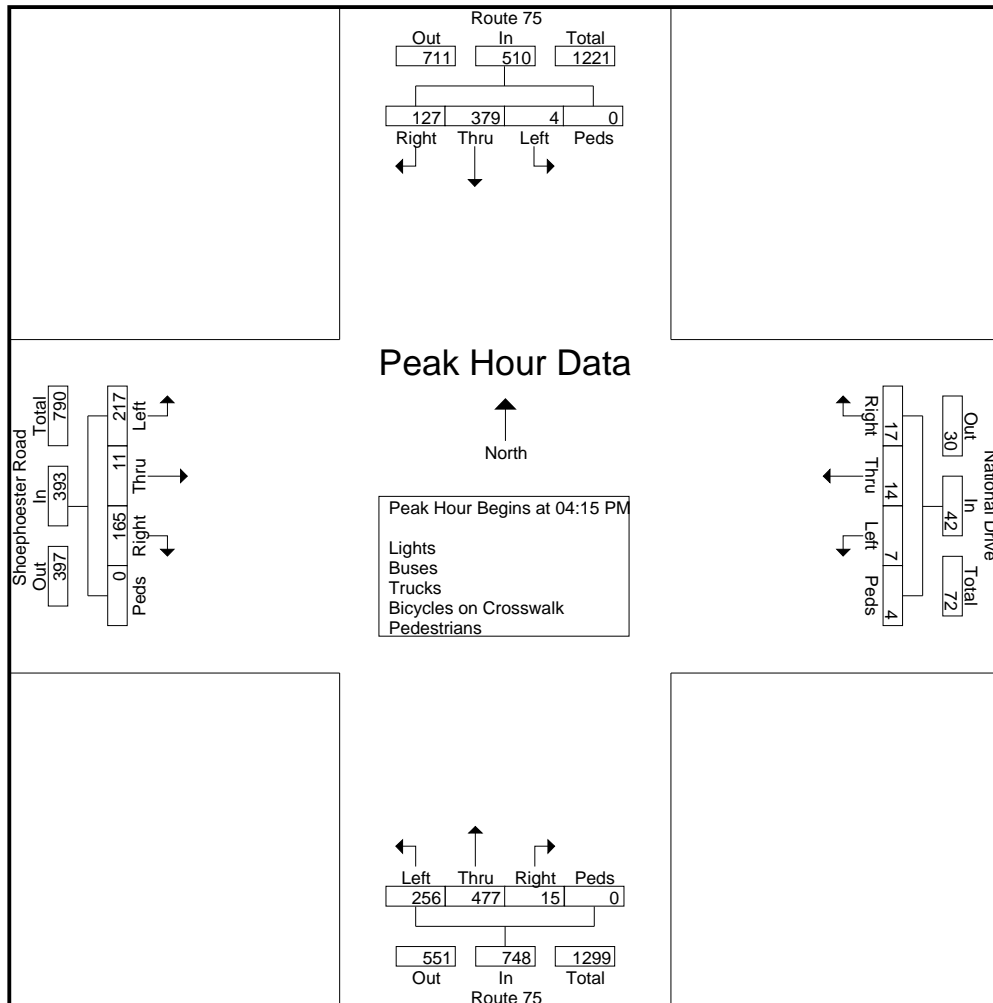 Route 75
Out In Total
711 510 1221
127 379 4 0
Right Thru Left Peds
Peak Hour Data
North
Peak Hour Begins at 04:15 PM
Lights
Buses
Trucks
Bicycles on Crosswalk
Pedestrians
Shoephoester Road
Out In Total
397 393 790
0 165 11 217
Peds Right Thru Left
National Drive
Out In Total
30 42 72
Right Thru Left Peds
17 14 7 4
Left Thru Right Peds
256 477 15 0
551 748 1299
Out In Total
Route 75